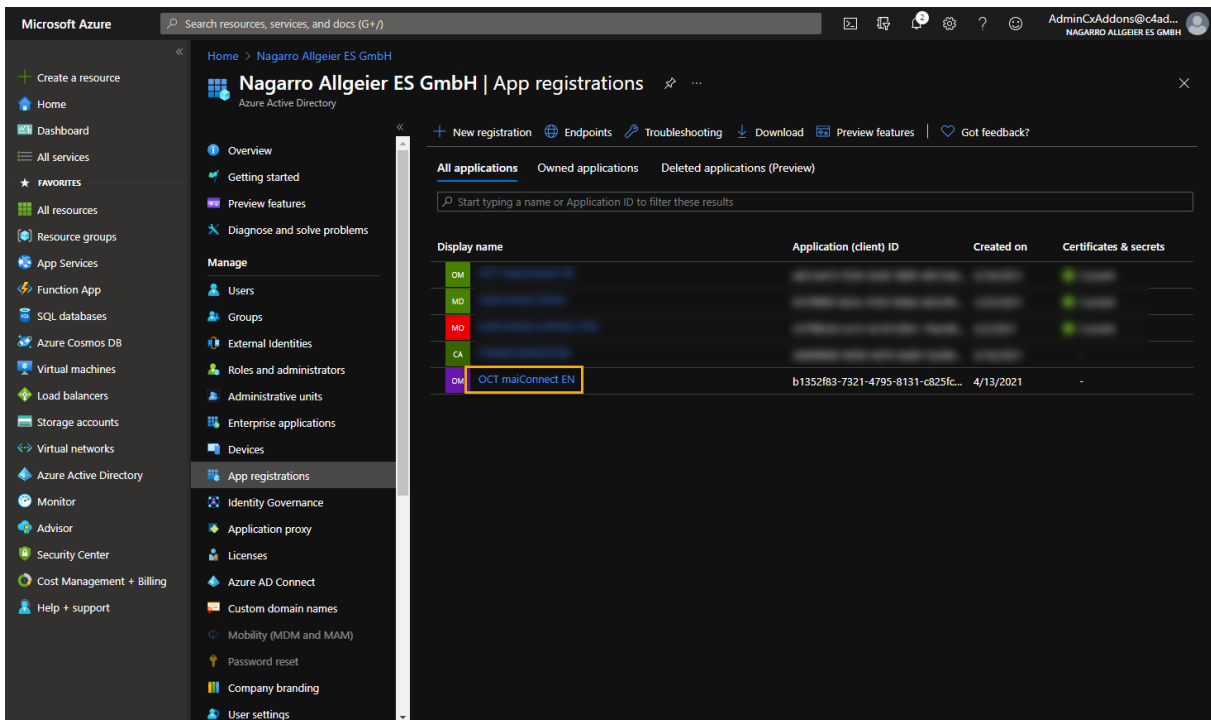 Microsoft Azure
Search resources, services, and docs (G+/)
2
AdminCxAddons@c4ad...
NAGARRO ALLGEIER ES GMBH
Create a resource
Home
Dashboard
All services
FAVORITES
All resources
Resource groups
App Services
Function App
SQL databases
Azure Cosmos DB
Virtual machines
Load balancers
Storage accounts
Virtual networks
Azure Active Directory
Monitor
Advisor
Security Center
Cost Management + Billing
Help + support
Home > Nagarro Allgeier ES GmbH
Nagarro Allgeier ES GmbH | App registrations
Azure Active Directory
Overview
Getting started
Preview features
Diagnose and solve problems
Manage
Users
Groups
External Identities
Roles and administrators
Administrative units
Enterprise applications
Devices
App registrations
Identity Governance
Application proxy
Licenses
Azure AD Connect
Custom domain names
Mobility (MDM and MAM)
Password reset
Company branding
User settings
New registration Endpoints Troubleshooting Download Preview features | Got feedback?
All applications Owned applications Deleted applications (Preview)
Start typing a name or Application ID to filter these results
Display name Application (client) ID Created on Certificates & secrets
OM
MD
MO
CA
OM OCT maiConnect EN b1352f83-7321-4795-8131-c825fc... 4/13/2021 -